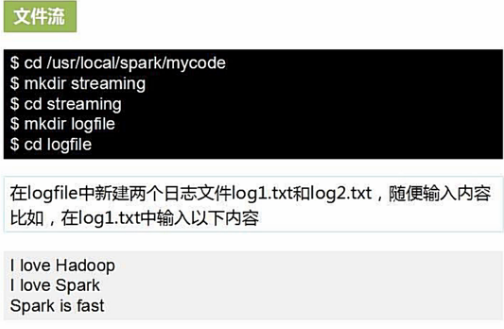 文件流
$ cd /usr/local/spark/mycode
$ mkdir streaming
$ cd streaming
$ mkdir logfile
$ cd logfile
在logfile中新建两个日志文件log1.txt和log2.txt，随便输入内容
比如，在log1.txt中输入以下内容
I love Hadoop
I love Spark
Spark is fast